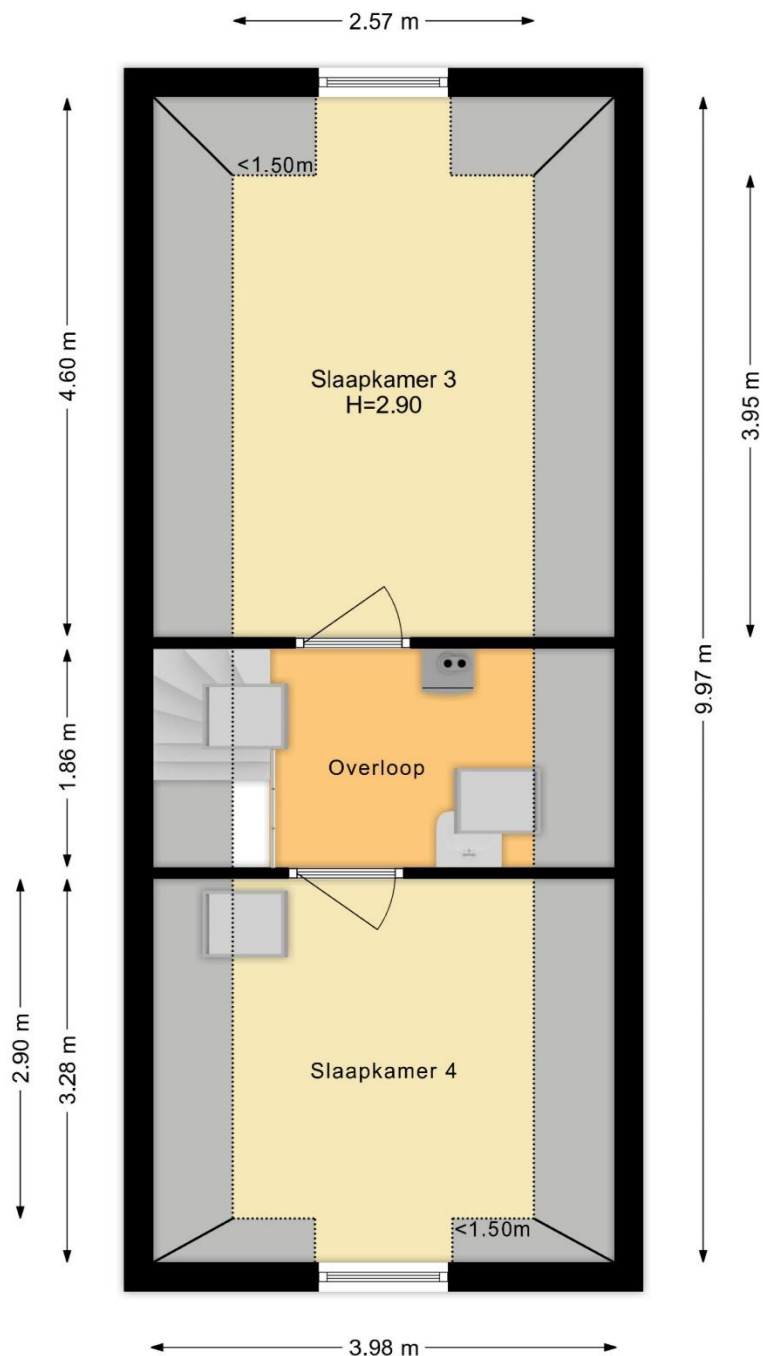 2.57 m
<1.50m
4.60 m
Slaapkamer 3
H=2.90
3.95 m
9.97 m
1.86 m
Overloop
2.90 m
3.28 m
Slaapkamer 4
<1.50m
3.98 m